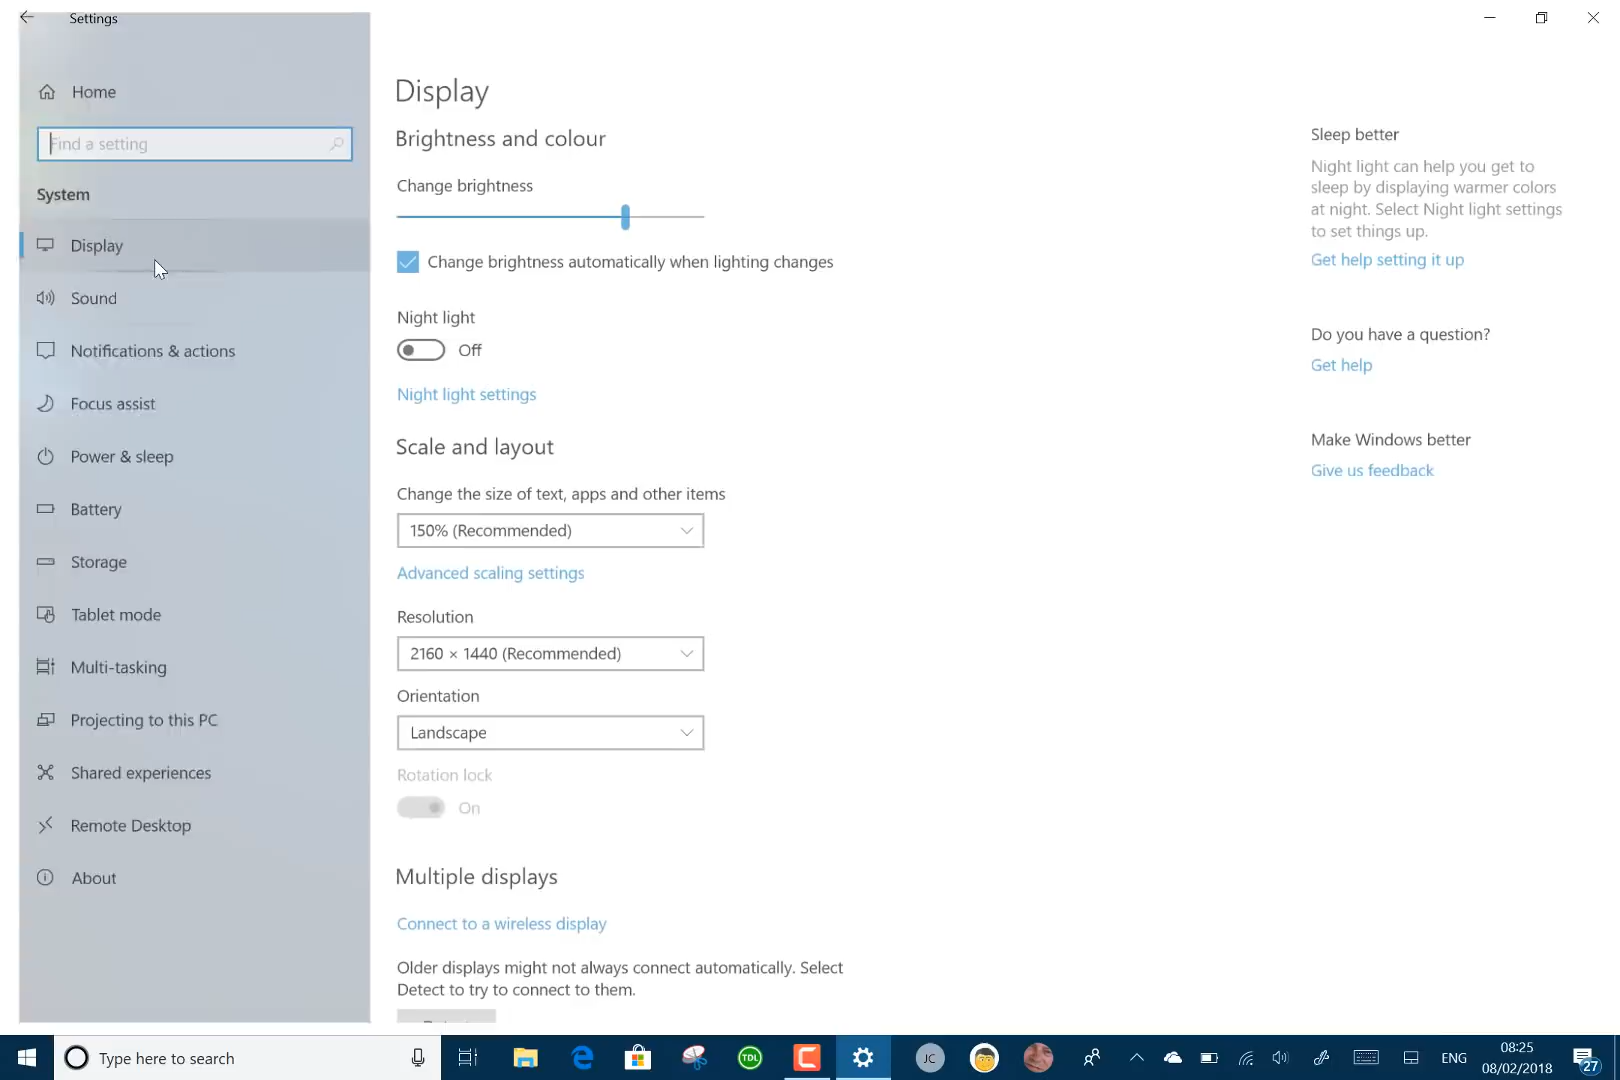 Settings
Home
Find a setting
System
Display
Sound
Notifications & actions
Focus assist
Power & sleep
Battery
Storage
Tablet mode
Multi-tasking
Projecting to this PC
Shared experiences
Remote Desktop
About
Display
Brightness and colour
Change brightness
Change brightness automatically when lighting changes
Night light
Off
Night light settings
Scale and layout
Change the size of text, apps and other items
150% (Recommended)
Advanced scaling settings
Resolution
2160 × 1440 (Recommended)
Orientation
Landscape
Rotation lock
On
Multiple displays
Connect to a wireless display
Older displays might not always connect automatically. Select
Detect to try to connect to them.
Sleep better
Night light can help you get to
sleep by displaying warmer colors
at night. Select Night light settings
to set things up.
Get help setting it up
Do you have a question?
Get help
Make Windows better
Give us feedback
Type here to search
TDL
JC
ENG
08:25
08/02/2018
27